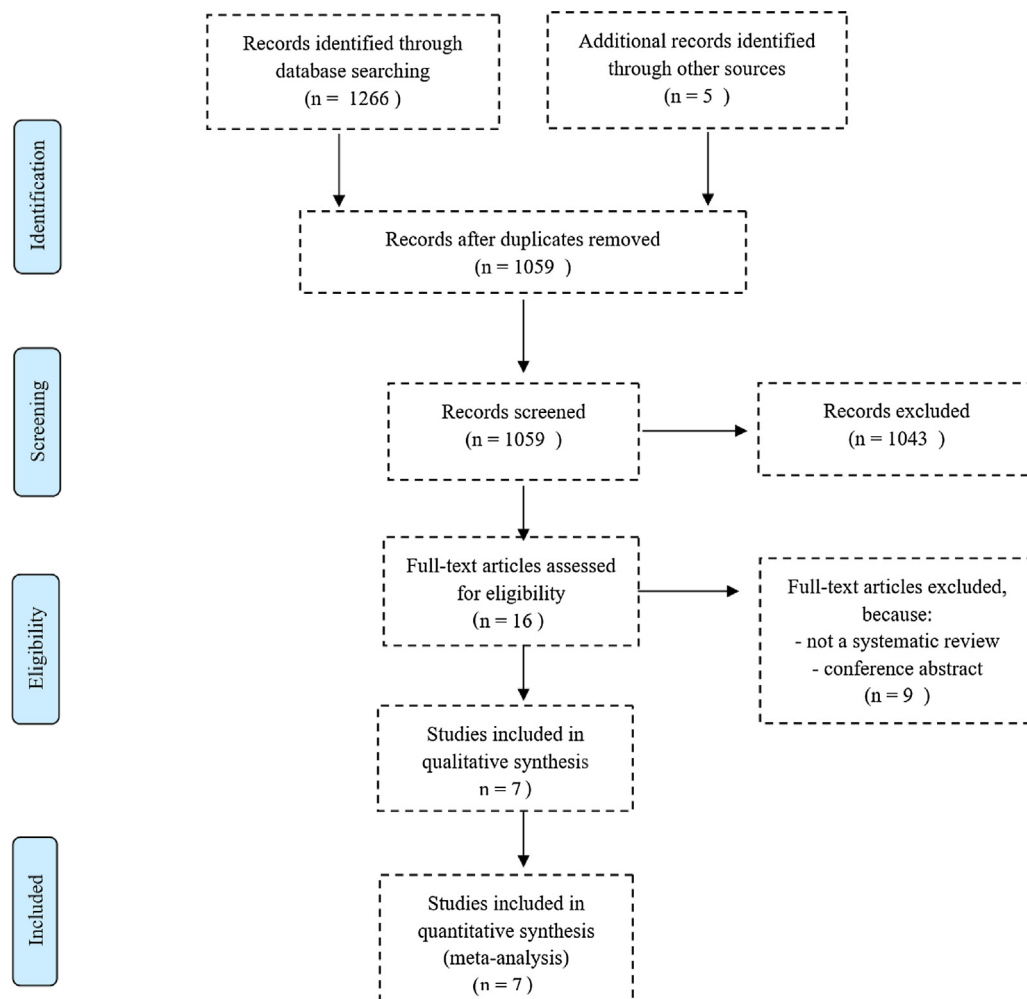 Records identified through
database searching
(n = 1266 )
Additional records identified
through other sources
(n = 5 )
Identification
Records after duplicates removed
(n = 1059 )
Screening
Records screened
(n = 1059 )
Records excluded
(n = 1043 )
Eligibility
Full-text articles assessed
for eligibility
(n = 16 )
Full-text articles excluded,
because:
- not a systematic review
- conference abstract
(n = 9 )
Studies included in
qualitative synthesis
n = 7 )
Included
Studies included in
quantitative synthesis
(meta-analysis)
(n = 7 )